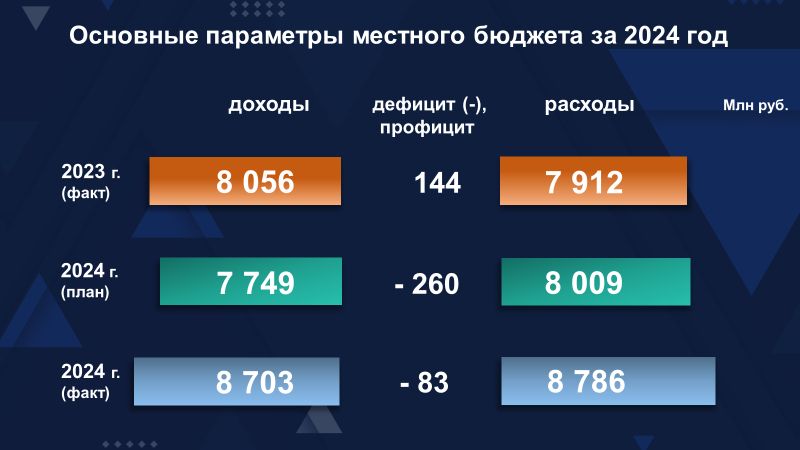 Основные параметры местного бюджета за 2024 год
доходы
дефицит (-),
профицит
расходы
Млн руб.
2023 г.
(факт)
8 056
144
7 912
2024 г.
(план)
7 749
- 260
8 009
2024 г.
(факт)
8 703
- 83
8 786